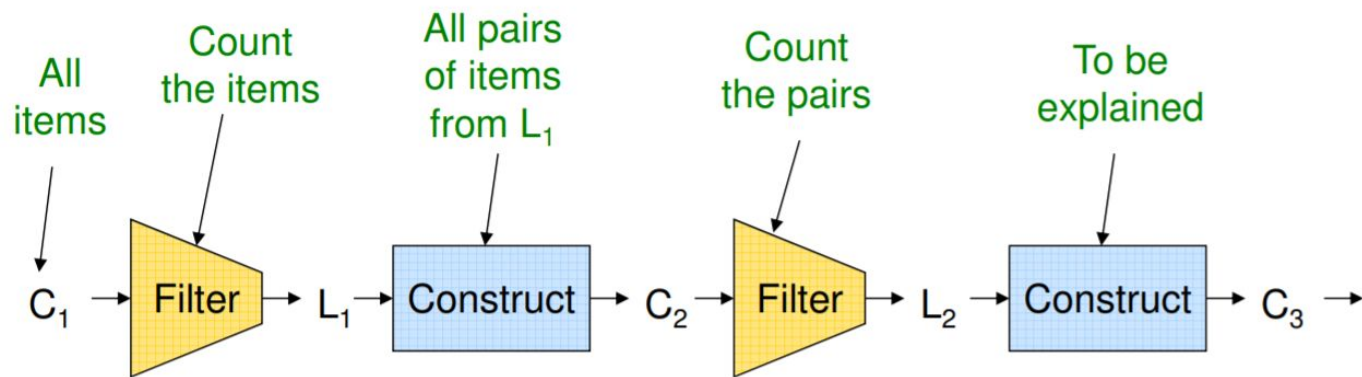 All
items
Count
the items
All pairs
of items
from L₁
Count
the pairs
To be
explained
C₁
Filter
L₁
Construct
C₂
Filter
L₂
Construct
C₃